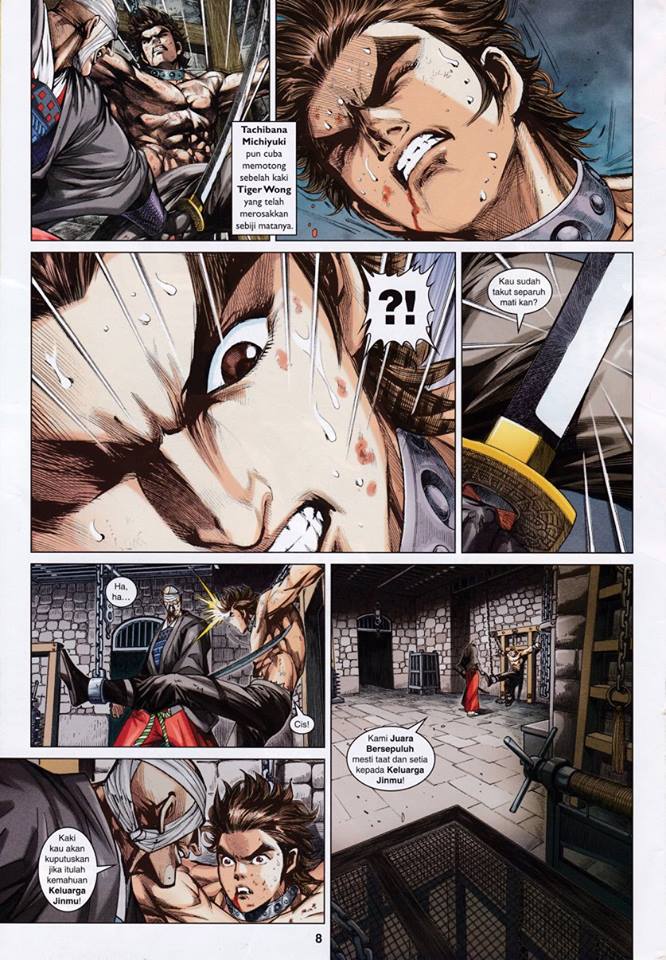 Tachibana
Michiyuki
pun cuba
memotong
sebelah kaki
Tiger Wong
yang telah
merosakkan
sebiji matanya.
?!
Kau sudah
takut separuh
mati kan?
Ha,
ha...
Cis!
Kami Juara
Bersepuluh
mesti taat dan setia
kepada Keluarga
Jinmu!
Kaki
kau akan
kuputuskan
jika itulah
kemahuan
Keluarga
Jinmu!
8